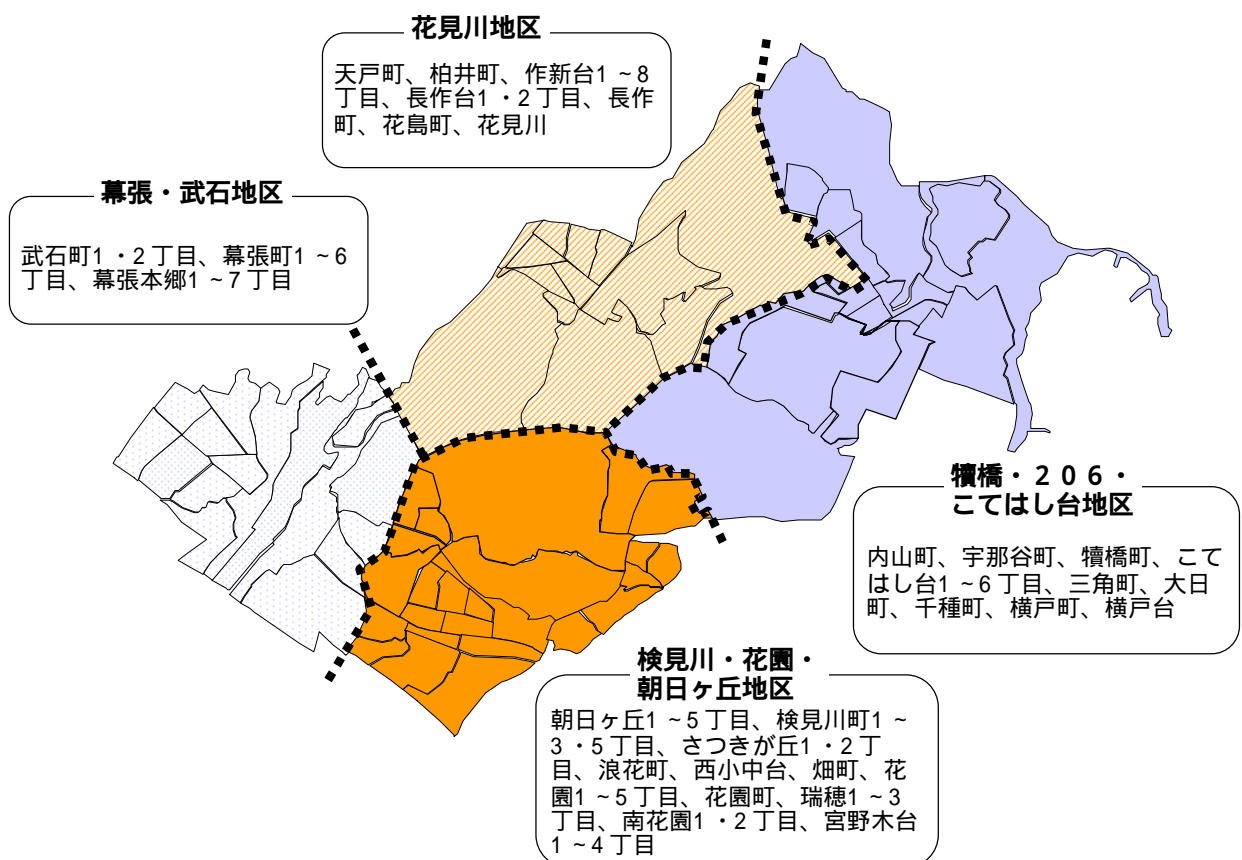 花見川地区
天戸町、柏井町、作新台1～8
丁目、長作台1・2丁目、長作
町、花島町、花見川
幕張・武石地区
武石町1・2丁目、幕張町1～6
丁目、幕張本郷1～7丁目
犢橋・206・
こてはし台地区
内山町、宇那谷町、犢橋町、こて
はし台1～6丁目、三角町、大日
町、千種町、横戸町、横戸台
検見川・花園・
朝日ヶ丘地区
朝日ヶ丘1～5丁目、検見川町1～
3・5丁目、さつきが丘1・2丁
目、浪花町、西小中台、畑町、花
園1～5丁目、花園町、瑞穂1～3
丁目、南花園1・2丁目、宮野木台
1～4丁目